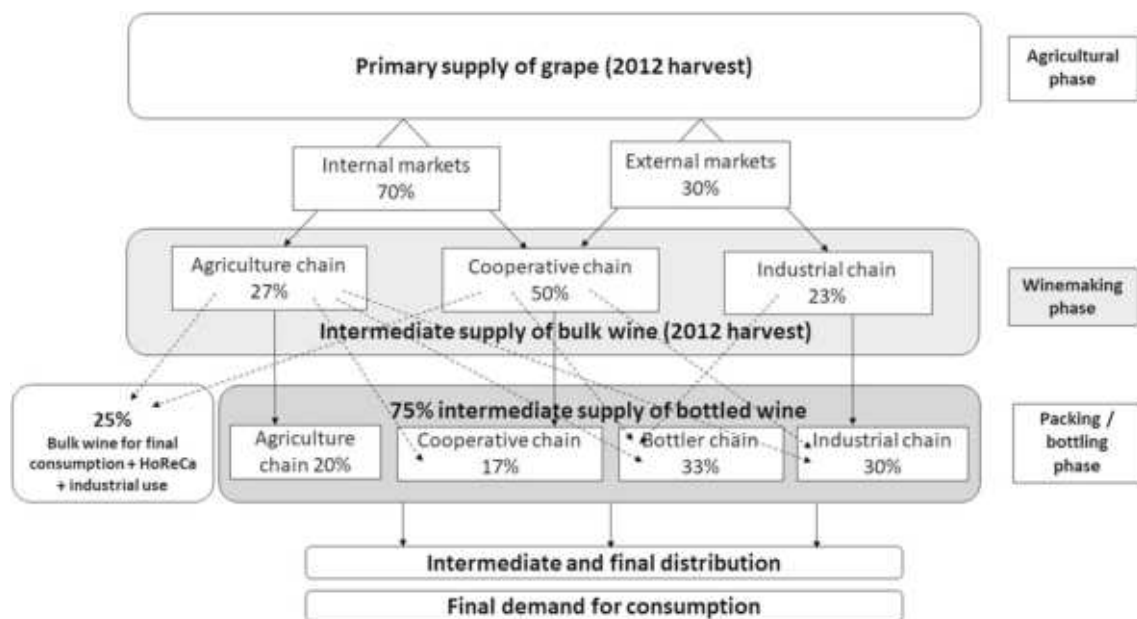 Primary supply of grape (2012 harvest)
Agricultural
phase
Internal markets
70%
External markets
30%
Agriculture chain
27%
Cooperative chain
50%
Industrial chain
23%
Intermediate supply of bulk wine (2012 harvest)
Winemaking
phase
25%
Bulk wine for final
consumption + HoReCa
+ industrial use
75% intermediate supply of bottled wine
Agriculture
chain 20%
Cooperative chain
17%
Bottler chain
33%
Industrial chain
30%
Packing /
bottling
phase
Intermediate and final distribution
Final demand for consumption